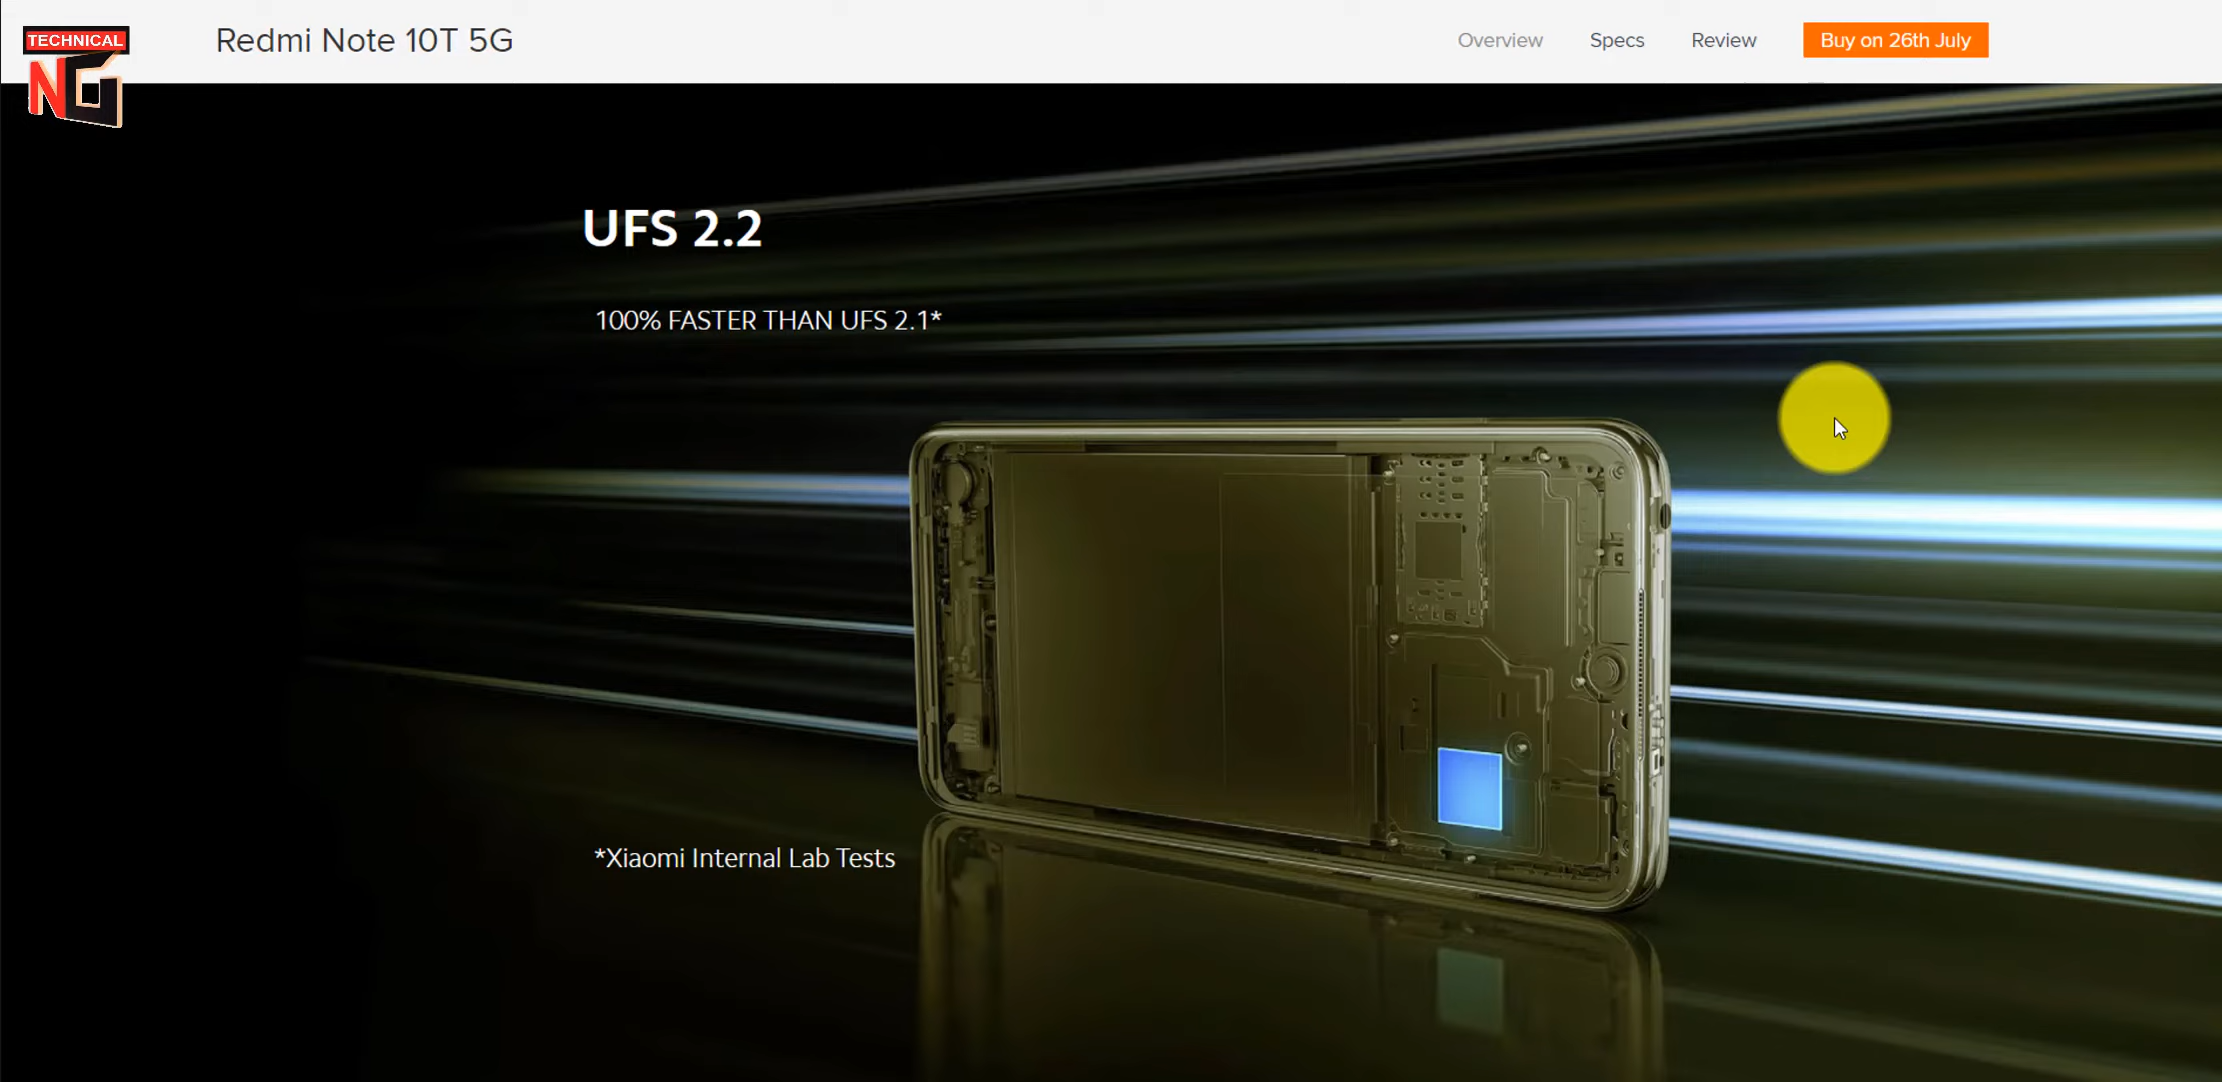 TECHNICAL
NG
Redmi Note 10T 5G
Overview
Specs
Review
Buy on 26th July
UFS 2.2
100% FASTER THAN UFS 2.1*
*Xiaomi Internal Lab Tests